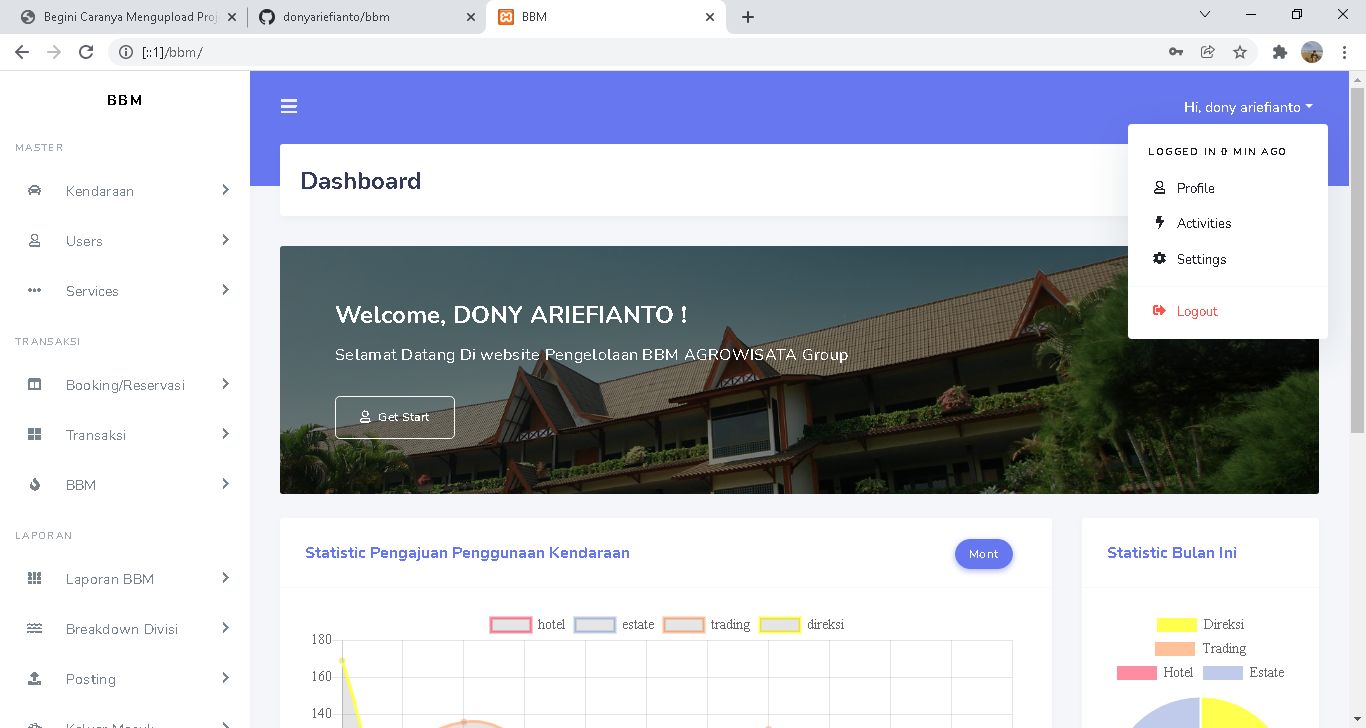 Begini Caranya Mengupload Proj
donyariefianto/bbm
BBM
[::1]/bbm/
BBM
Hi, dony ariefianto
LOGGED IN 0 MIN AGO
Profile
Activities
Settings
Logout
MASTER
Kendaraan
Users
Services
TRANSAKSI
Booking/Reservasi
Transaksi
BBM
LAPORAN
Laporan BBM
Breakdown Divisi
Posting
Keluar Masuk
Dashboard
Welcome, DONY ARIEFIANTO !
Selamat Datang Di website Pengelolaan BBM AGROWISATA Group
Get Start
Statistic Pengajuan Penggunaan Kendaraan
Mont
hotel estate trading direksi
180
160
140
Statistic Bulan Ini
Direksi
Trading
Hotel Estate